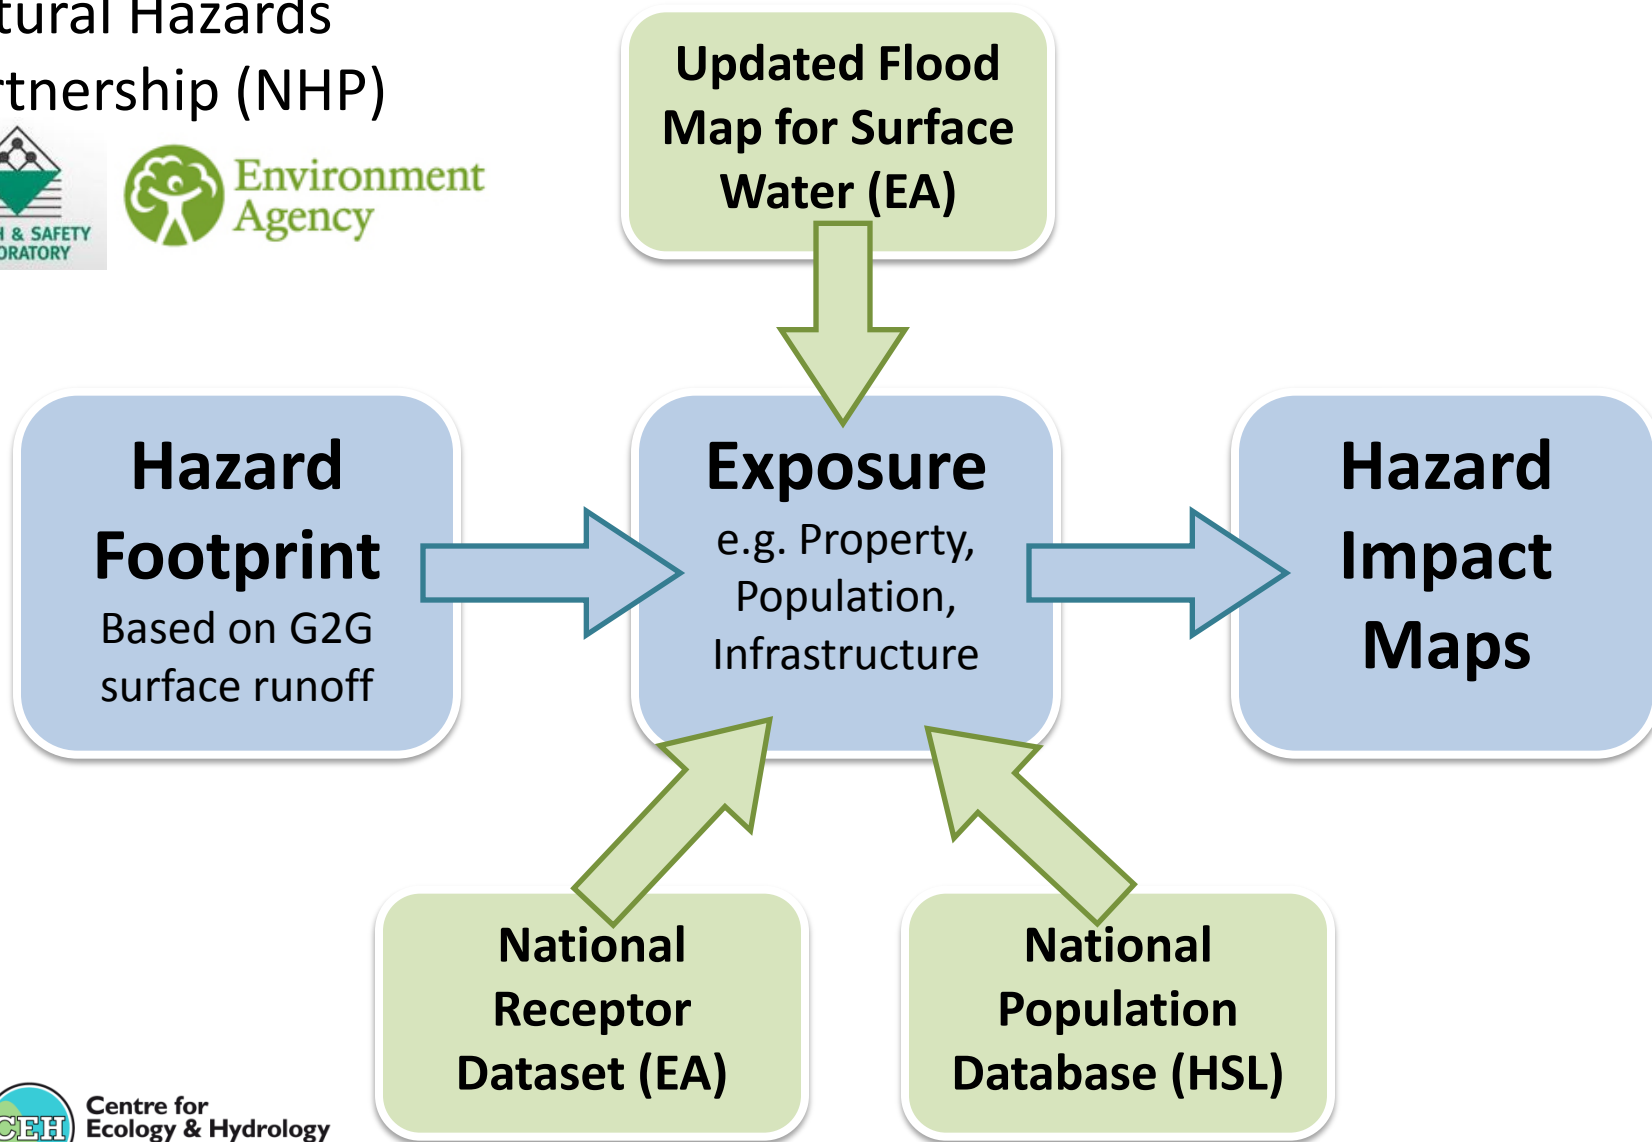 tural Hazards
rtnership (NHP)
H & SAFETY
ORATORY
Environment
Agency
Updated Flood
Map for Surface
Water (EA)
Hazard
Footprint
Based on G2G
surface runoff
Exposure
e.g. Property,
Population,
Infrastructure
Hazard
Impact
Maps
National
Receptor
Dataset (EA)
National
Population
Database (HSL)
CEH
Centre for
Ecology & Hydrology